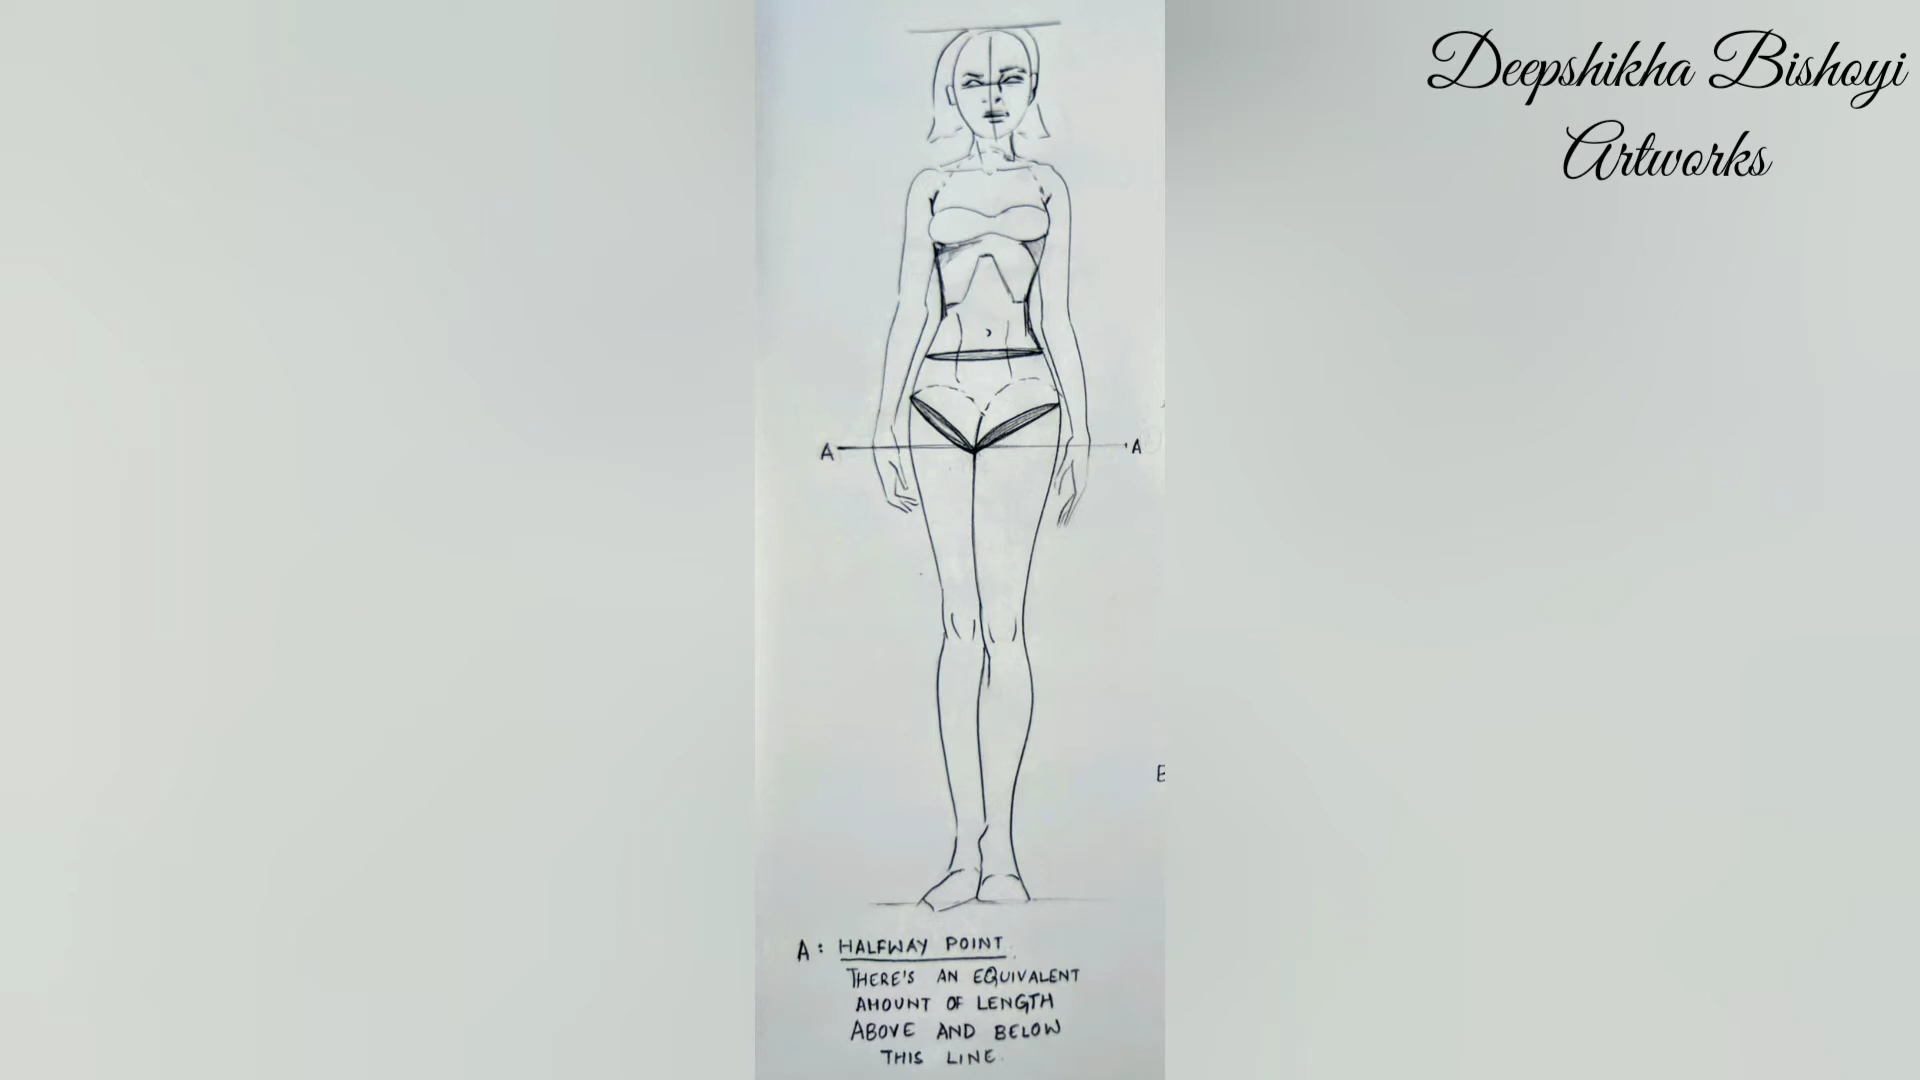 Deepshikha Bishoyi
Artworks
A
A
E
A: HALFWAY POINT.
THERE'S AN EQUIVALENT
AMOUNT OF LENGTH
ABOVE AND BELOW
THIS LINE.